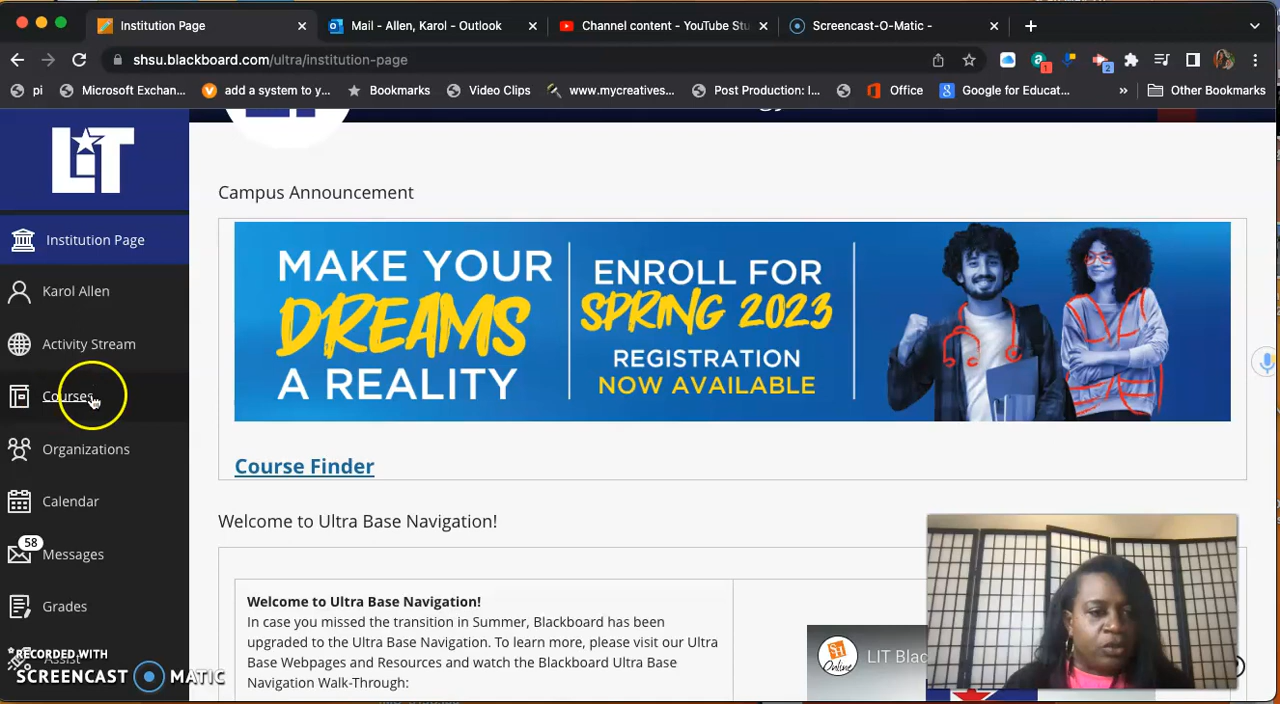 Institution Page
Mail - Allen, Karol - Outlook
Channel content - YouTube Stu
Screencast-O-Matic -
shsu.blackboard.com/ultra/institution-page
1
2
pi
Microsoft Exchan...
add a system to y...
Bookmarks
Video Clips
www.mycreatives...
Post Production: I...
Office
Google for Educat...
»
Other Bookmarks
LIT
Institution Page
Karol Allen
Activity Stream
Courses
Organizations
Calendar
58
Messages
Grades
Assist
RECORDED WITH
SCREENCAST MATIC
Campus Announcement
MAKE YOUR
DREAMS
A REALITY
ENROLL FOR
SPRING 2023
REGISTRATION
NOW AVAILABLE
Course Finder
Welcome to Ultra Base Navigation!
Welcome to Ultra Base Navigation!
In case you missed the transition in Summer, Blackboard has been
upgraded to the Ultra Base Navigation. To learn more, please visit our Ultra
Base Webpages and Resources and watch the Blackboard Ultra Base
Navigation Walk-Through:
SH
Online
LIT Bla